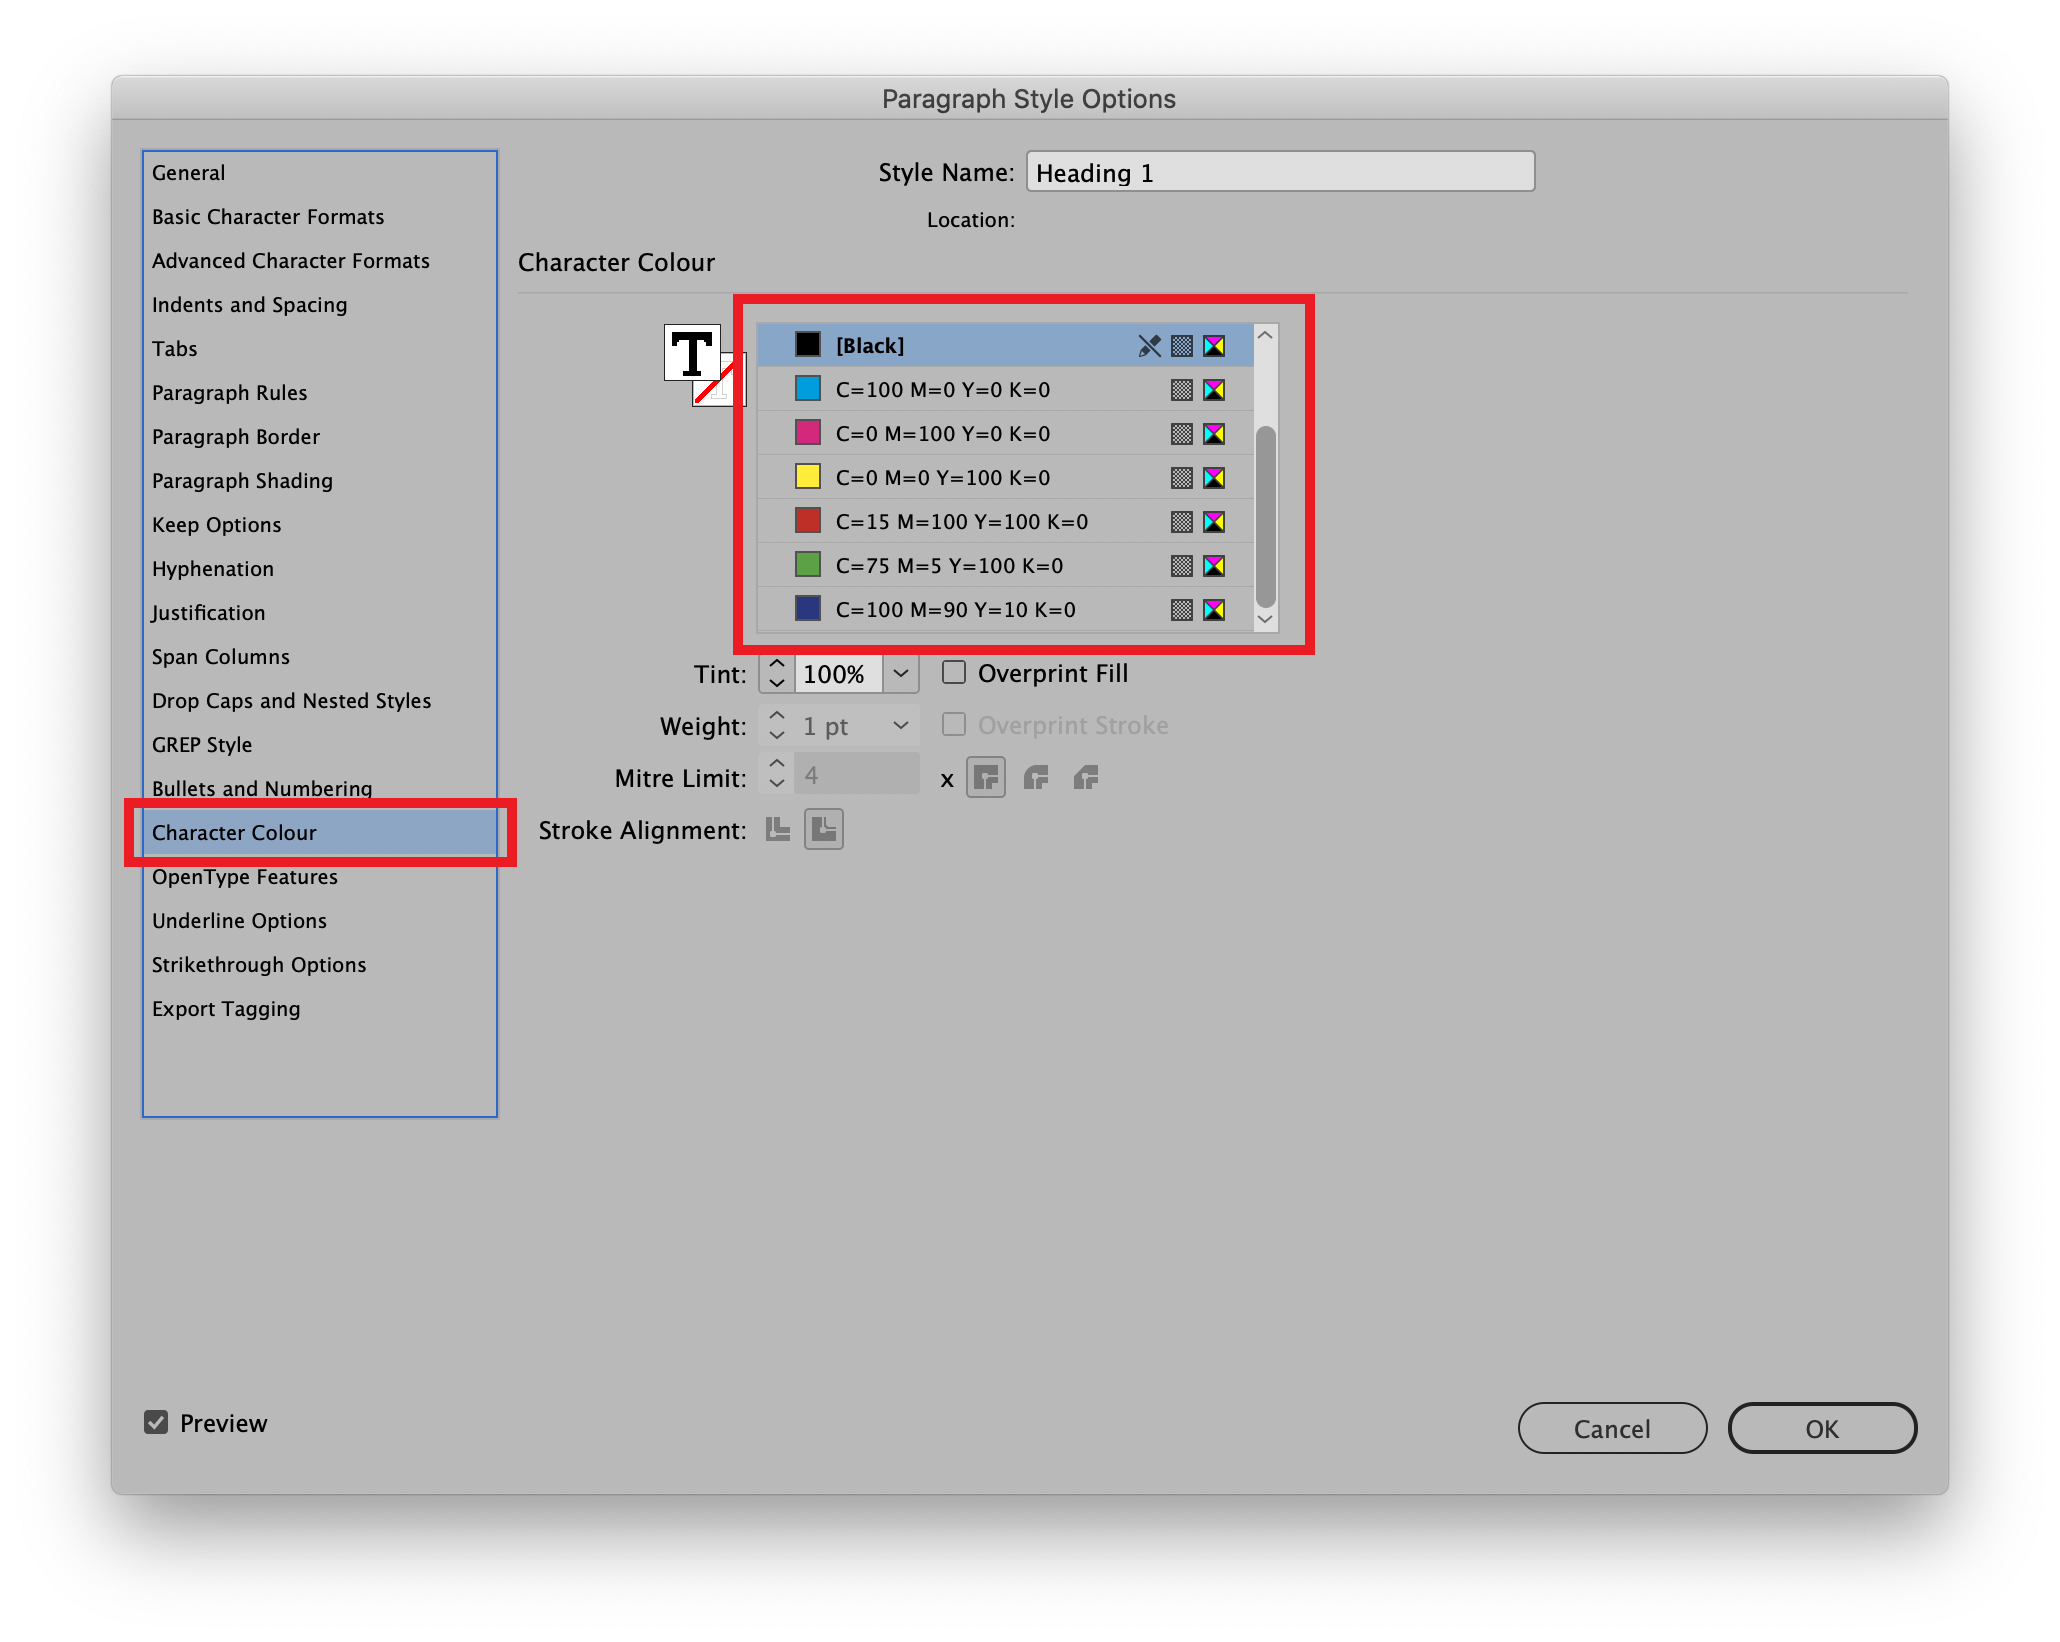 Paragraph Style Options
General
Basic Character Formats
Advanced Character Formats
Indents and Spacing
Tabs
Paragraph Rules
Paragraph Border
Paragraph Shading
Keep Options
Hyphenation
Justification
Span Columns
Drop Caps and Nested Styles
GREP Style
Bullets and Numbering
Character Colour
OpenType Features
Underline Options
Strikethrough Options
Export Tagging
Style Name: Heading 1
Location:
Character Colour
T
[Black]
C=100 M=0 Y=0 K=0
C=0 M=100 Y=0 K=0
C=0 M=0 Y=100 K=0
C=15 M=100 Y=100 K=0
C=75 M=5 Y=100 K=0
C=100 M=90 Y=10 K=0
Tint: 100% Overprint Fill
Weight: 1 pt Overprint Stroke
Mitre Limit: 4 x
Stroke Alignment:
Preview
Cancel OK